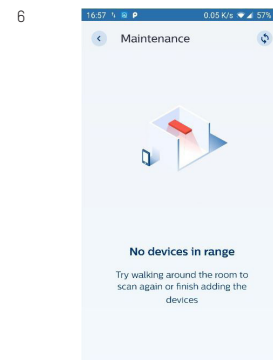 6
16:57 P 0.05 K/s 57%
Maintenance
No devices in range
Try walking around the room to
scan again or finish adding the
devices